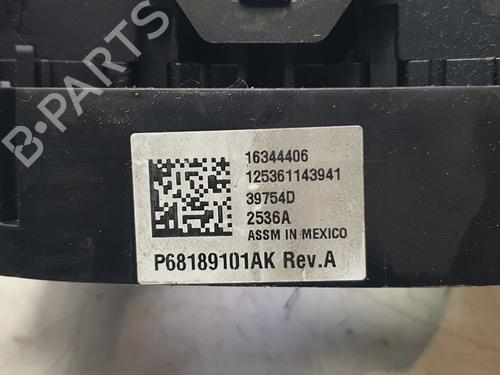 B-PARTS
16344406
125361143941
39754D
2536A
ASSM IN MEXICO
P68189101AK Rev.A